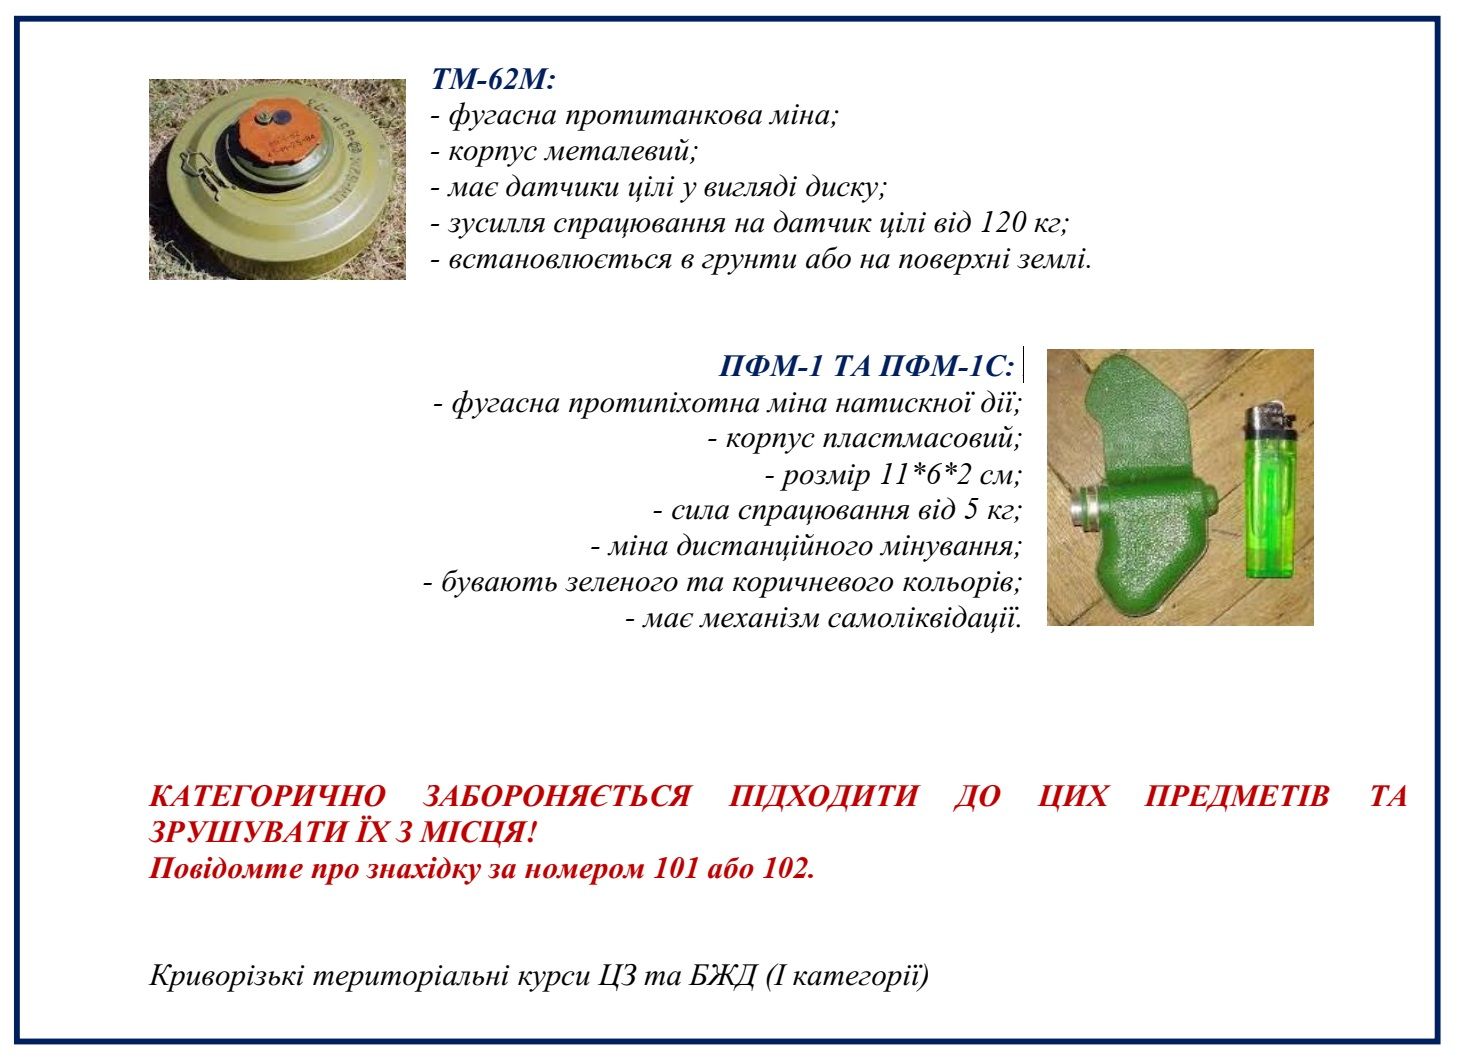 ТМ-62М:
- фугасна протитанкова міна;
- корпус металевий;
- має датчики цілі у вигляді диску;
- зусилля спрацювання на датчик цілі від 120 кг;
- встановлюється в грунти або на поверхні землі.
ПФМ-1 ТА ПФМ-1С:
- фугасна протипіхотна міна натискної дії;
- корпус пластмасовий;
- розмір 11*6*2 см;
- сила спрацювання від 5 кг;
- міна дистанційного мінування;
- бувають зеленого та коричневого кольорів;
- має механізм самоліквідації.
КАТЕГОРИЧНО ЗАБОРОНЯЄТЬСЯ ПІДХОДИТИ ДО ЦИХ ПРЕДМЕТІВ ТА
ЗРУШУВАТИ ЇХ З МІСЦЯ!
Повідомте про знахідку за номером 101 або 102.
Криворізькі територіальні курси ЦЗ та БЖД (І категорії)